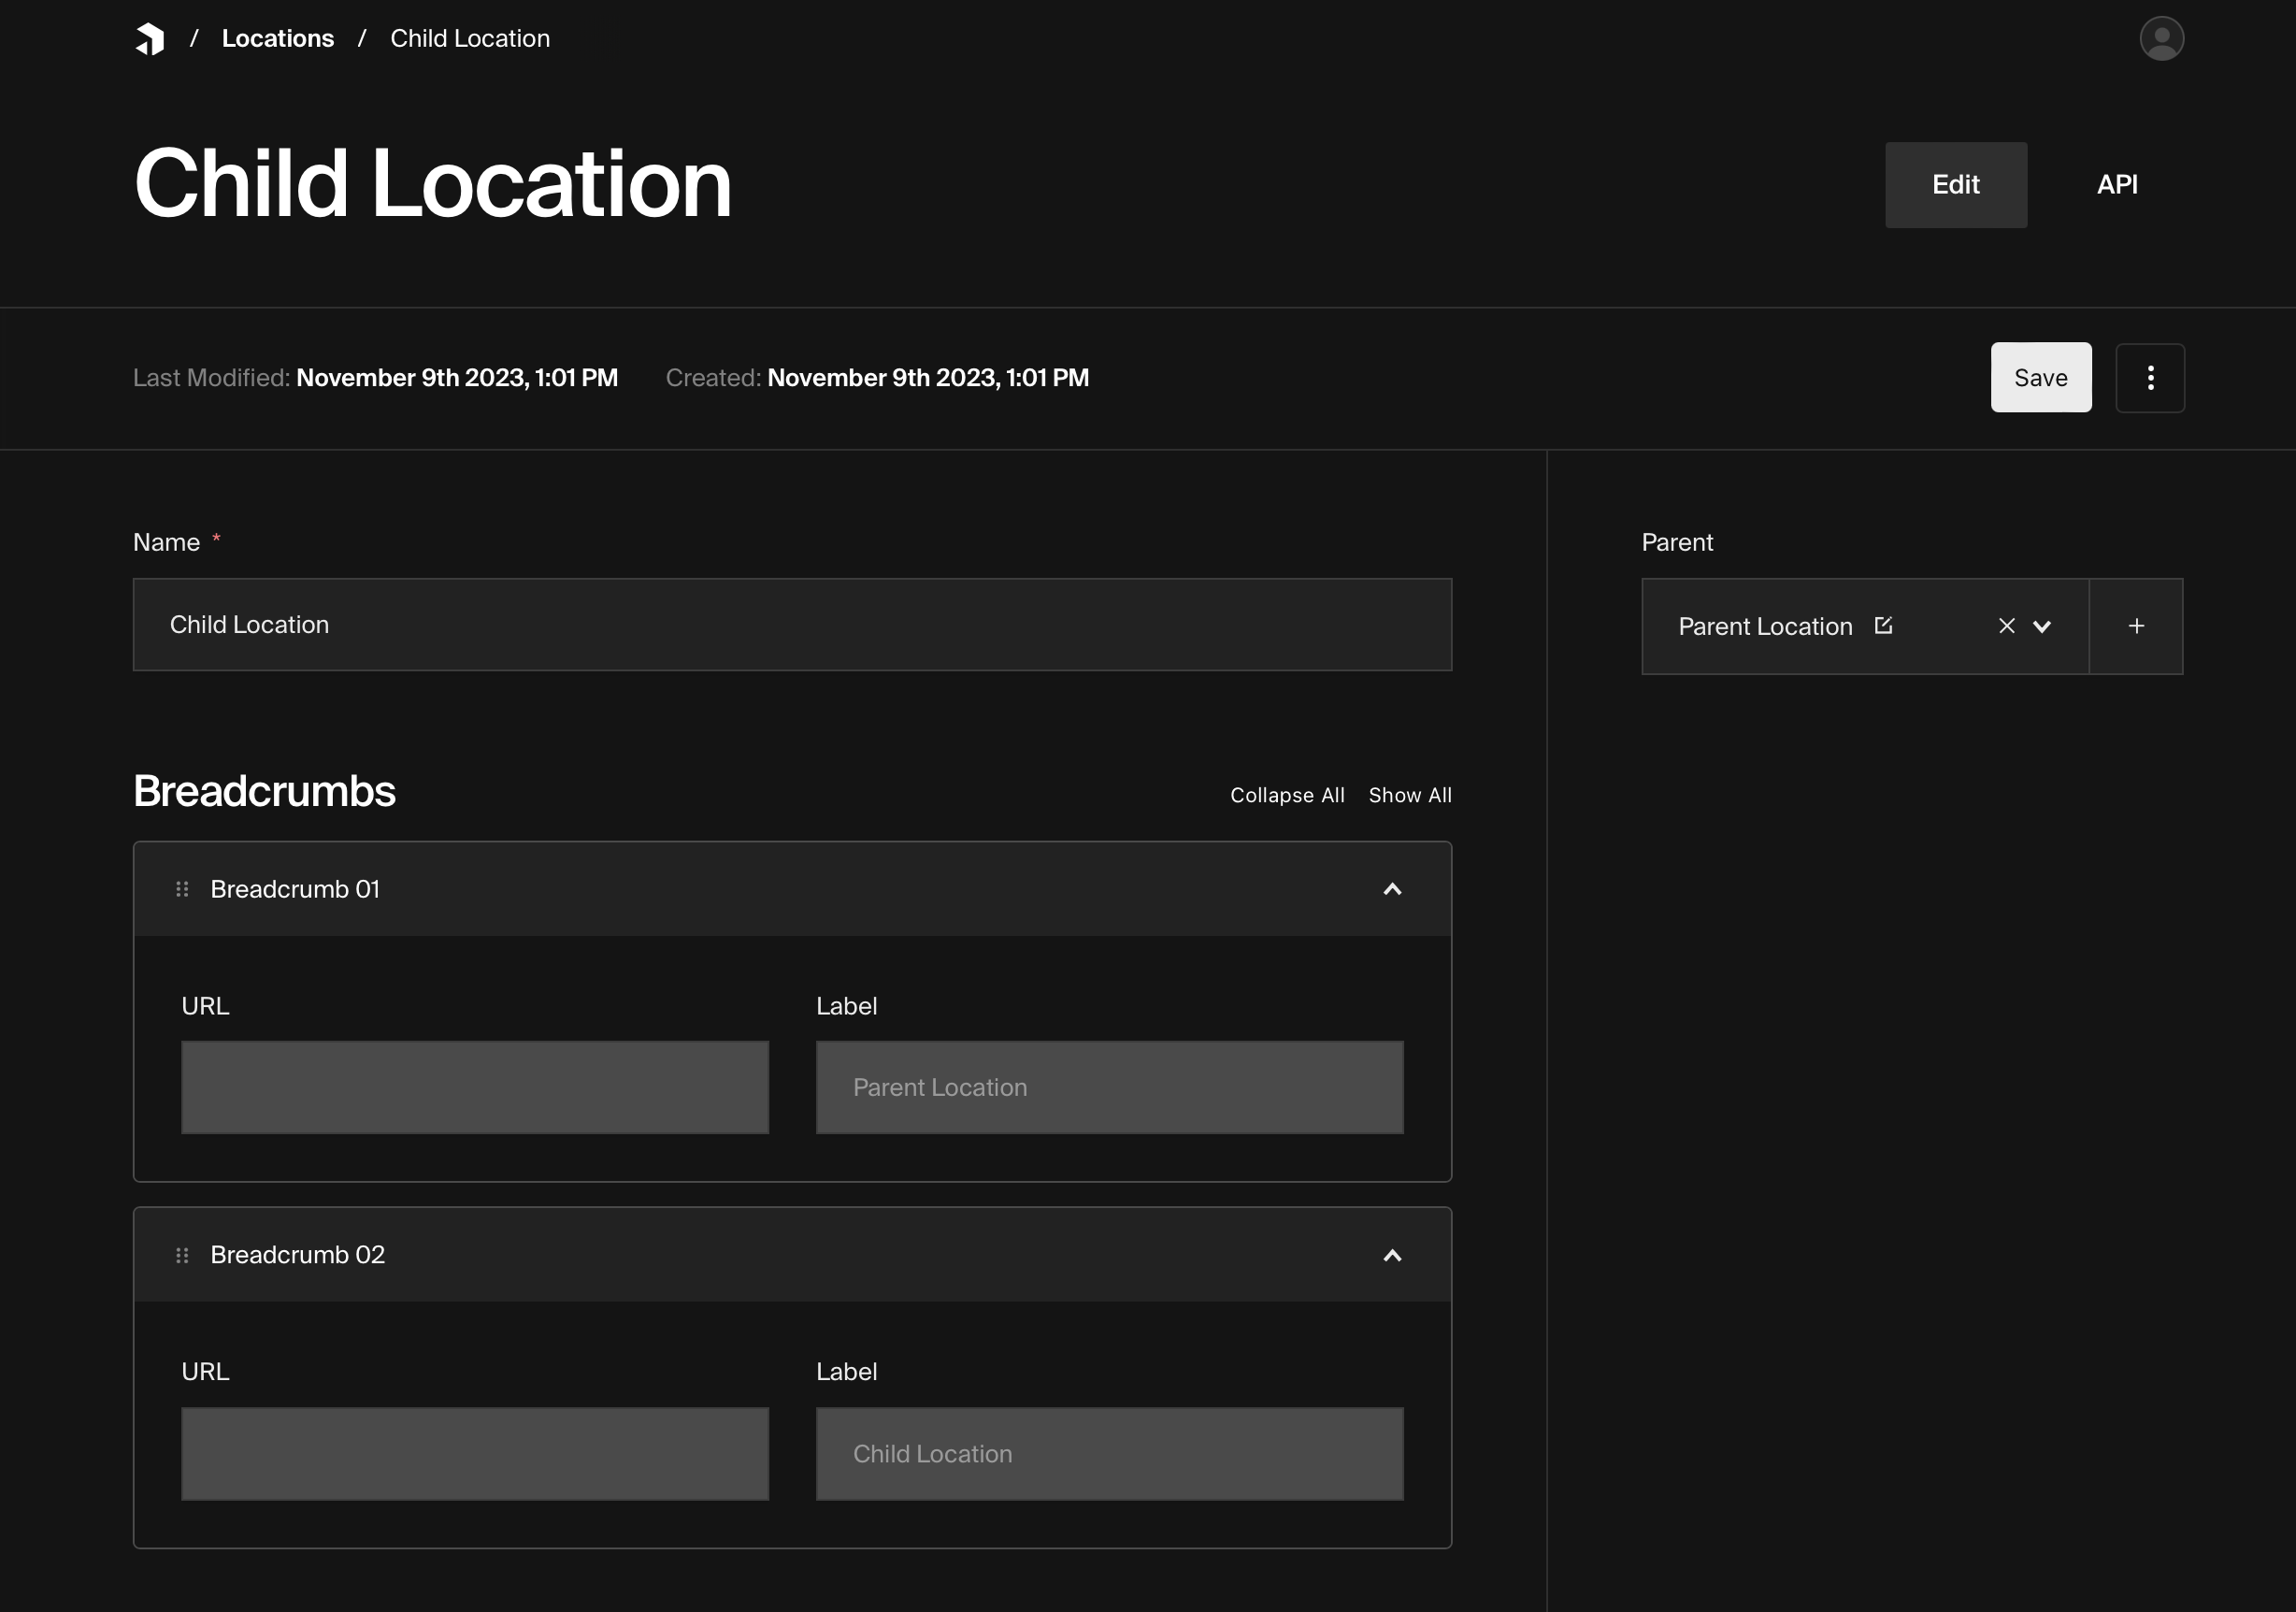 / Locations / Child Location
Child Location
Edit API
Last Modified: November 9th 2023, 1:01 PM Created: November 9th 2023, 1:01 PM
Save
Name *
Parent
Child Location
Parent Location
Breadcrumbs
Collapse All Show All
Breadcrumb 01
URL Label
Parent Location
Breadcrumb 02
URL Label
Child Location